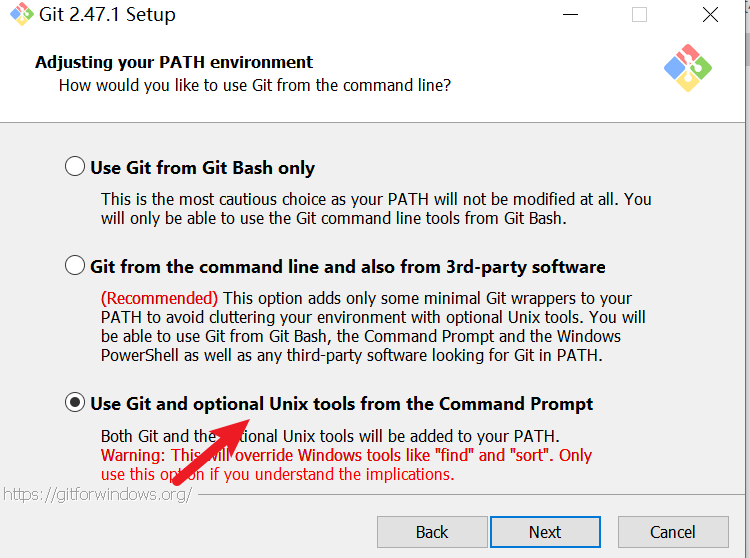 Git 2.47.1 Setup
Adjusting your PATH environment
How would you like to use Git from the command line?
Use Git from Git Bash only
This is the most cautious choice as your PATH will not be modified at all. You
will only be able to use the Git command line tools from Git Bash.
Git from the command line and also from 3rd-party software
(Recommended) This option adds only some minimal Git wrappers to your
PATH to avoid cluttering your environment with optional Unix tools. You will
be able to use Git from Git Bash, the Command Prompt and the Windows
PowerShell as well as any third-party software looking for Git in PATH.
Use Git and optional Unix tools from the Command Prompt
Both Git and the optional Unix tools will be added to your PATH.
Warning: This will override Windows tools like "find" and "sort". Only
use this option if you understand the implications.
https://gitforwindows.org/
Back
Next
Cancel